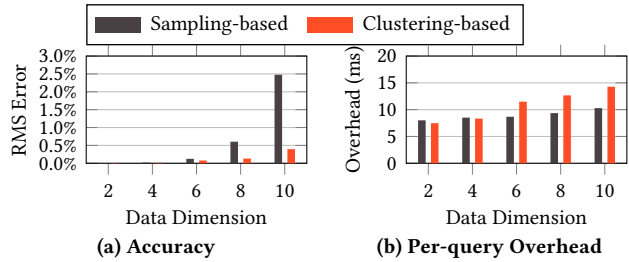 Sampling-based Clustering-based
RMS Error
3.0%
2.5%
2.0%
1.5%
1.0%
0.5%
0.0%
2 4 6 8 10
Data Dimension
(a) Accuracy
Overhead (ms)
20
15
10
5
0
2 4 6 8 10
Data Dimension
(b) Per-query Overhead